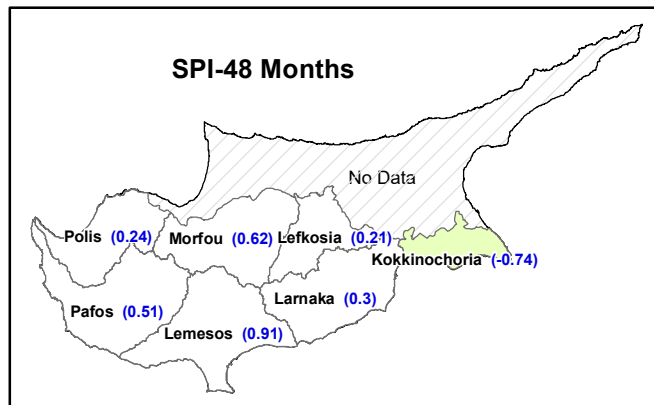 SPI-48 Months
No Data
Polis (0.24)
Morfou (0.62)
Lefkosia (0.21)
Kokkinochoria (-0.74)
Pafos (0.51)
Larnaka (0.3)
Lemesos (0.91)